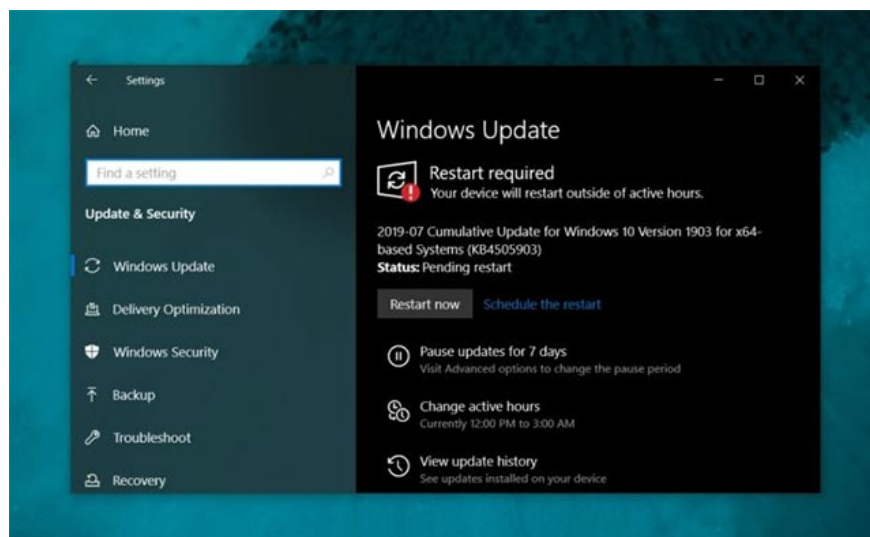 Settings
Home
Find a setting
Update & Security
Windows Update
Delivery Optimization
Windows Security
Backup
Troubleshoot
Recovery
Windows Update
Restart required
Your device will restart outside of active hours.
2019-07 Cumulative Update for Windows 10 Version 1903 for x64-
based Systems (KB4505903)
Status: Pending restart
Restart now Schedule the restart
Pause updates for 7 days
Visit Advanced options to change the pause period
Change active hours
Currently 12:00 PM to 3:00 AM
View update history
See updates installed on your device